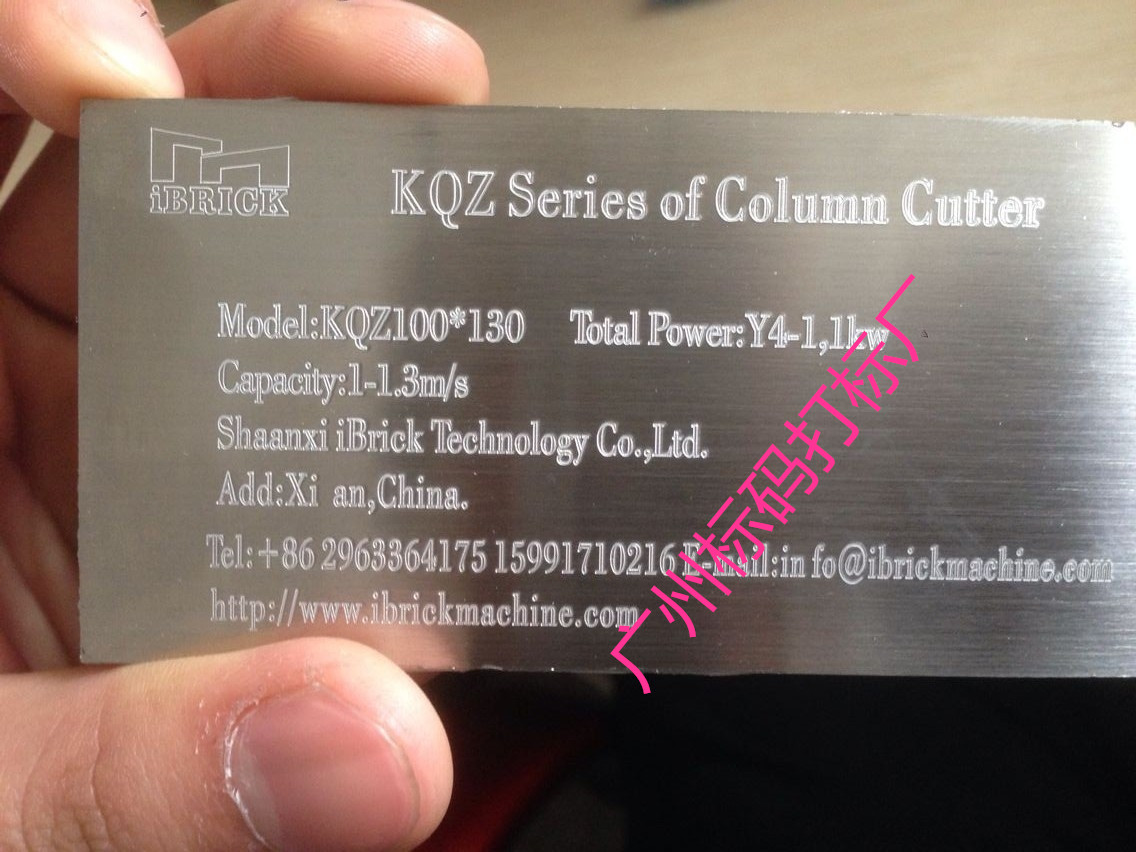 iBRICK
KQZ Series of Column Cutter
Model:KQZ100*130 Total Power:Y4-1,1kw
Capacity:1-1.3m/s
Shaanxi iBrick Technology Co.,Ltd.
Add:Xi an,China.
Tel:+86 2963364175 15991710216 E-mail:in fo@ibrickmachine.com
http://www.ibrickmachine.com
广州标码打标厂